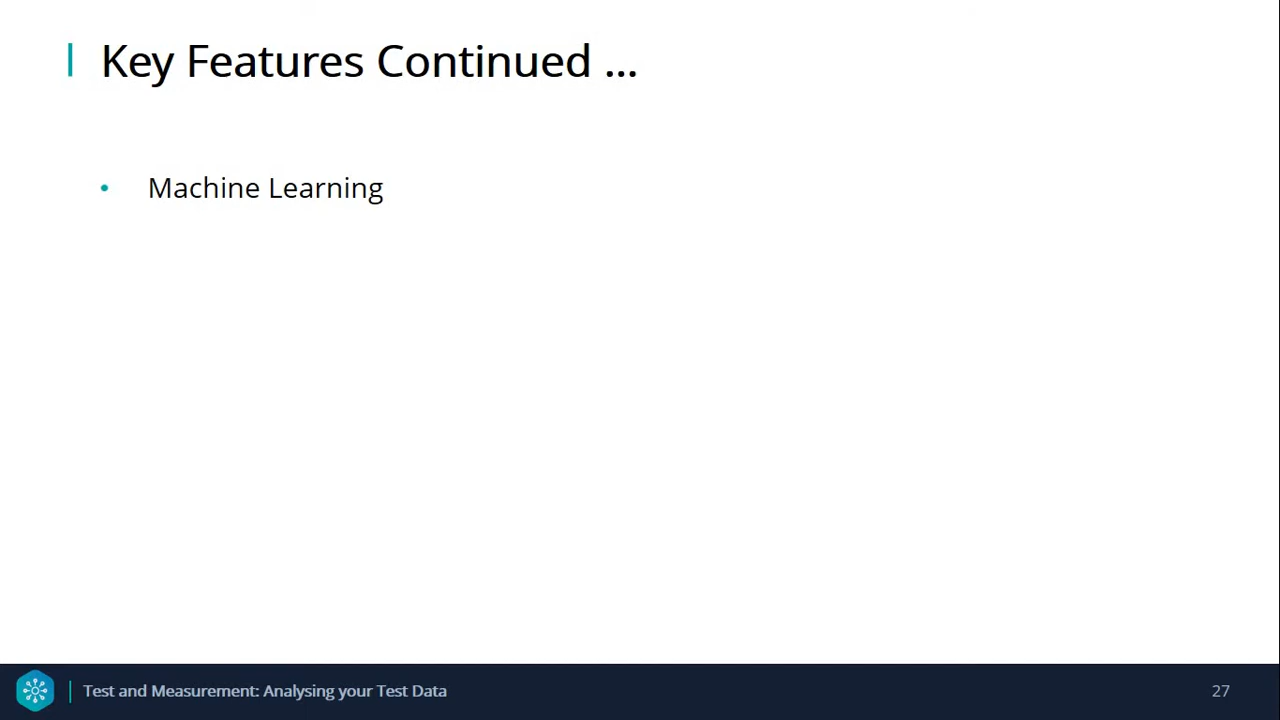 Key Features Continued ...
• Machine Learning
Test and Measurement: Analysing your Test Data
27